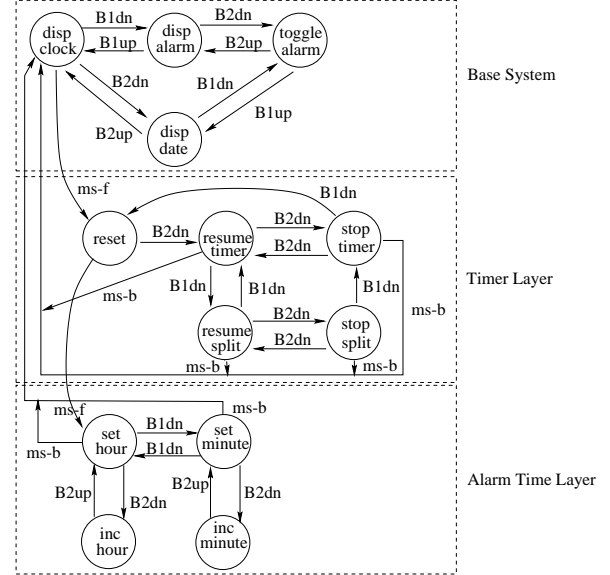 B1dn
B2dn
disp
clock
disp
alarm
toggle
alarm
B1up
B2up
B2dn
B1dn
Base System
B2up
B1up
disp
date
ms-f
B1dn
reset
B2dn
resume
timer
B2dn
stop
timer
B2dn
Timer Layer
ms-b
B1dn
B1dn
B1dn
ms-b
B2dn
resume
split
stop
split
B2dn
ms-b
ms-b
ms-f
ms-b
B1dn
set
hour
set
minute
B1dn
ms-b
Alarm Time Layer
B2up
B2dn
B2up
B2dn
inc
hour
inc
minute